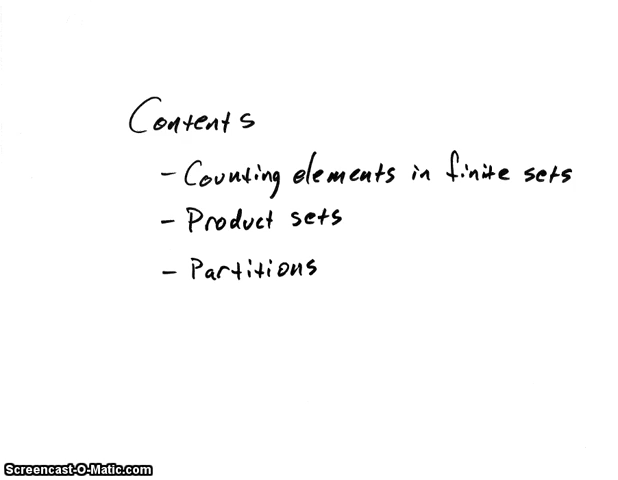 Contents
- Counting elements in finite sets
- Product sets
- Partitions
Screencast-O-Matic.com